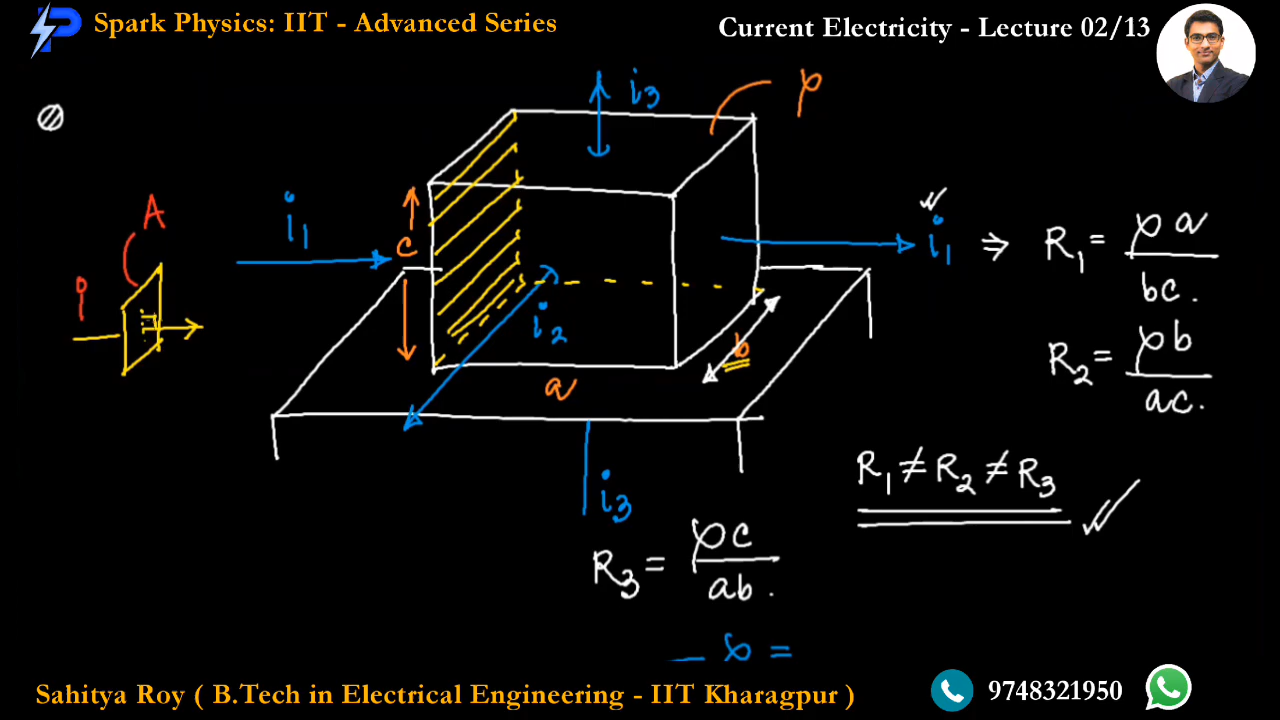 Spark Physics: IIT - Advanced Series
Current Electricity - Lecture 02/13
i₃
ρ
A
i₁
c
i
i₁ ⇒ R₁ = ρa/bc.
i₂
b
a
R₂ = ρb/ac.
R₁ ≠ R₂ ≠ R₃
i₃
R₃ = ρc/ab.
Sahitya Roy ( B.Tech in Electrical Engineering - IIT Kharagpur )
9748321950